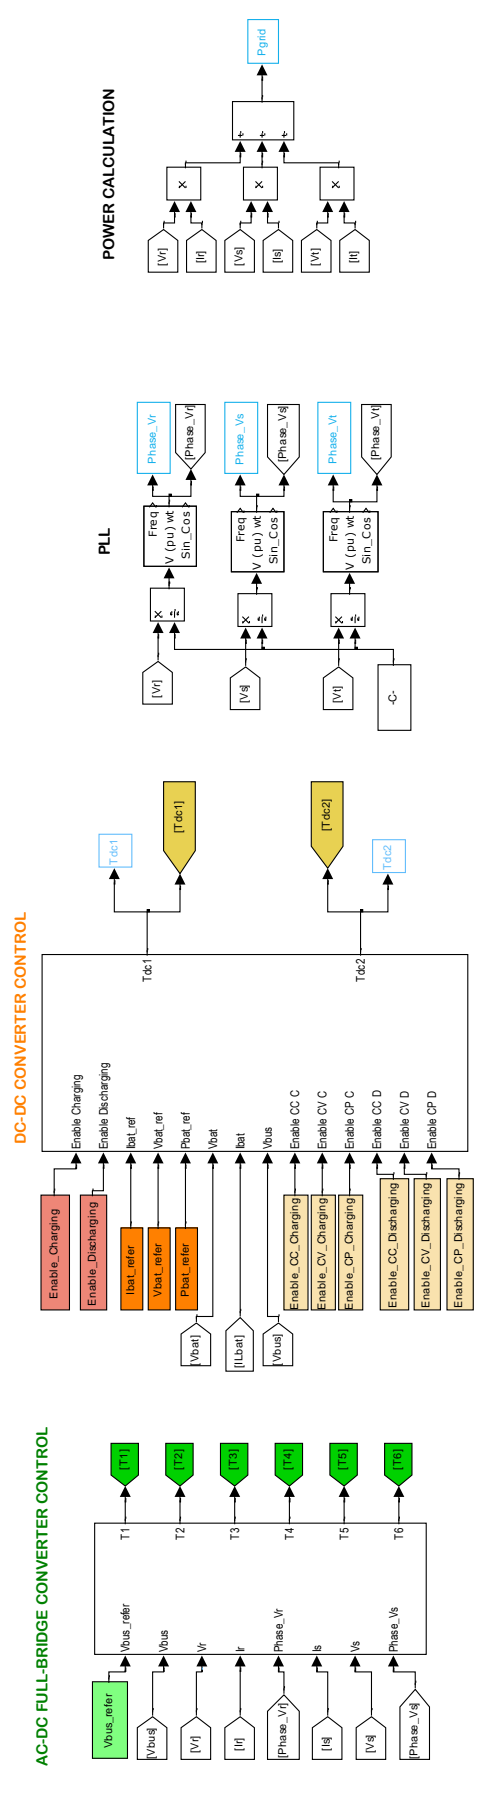 AC-DC FULL-BRIDGE CONVERTER CONTROL
Vbus_refer
[Vbus]
[Vr]
[Ir]
[Phase_Vr]
[Is]
[Vs]
[Phase_Vs]
Vbus_refer
Vbus
Vr
Ir
Phase_Vr
Is
Vs
Phase_Vs
T1
T2
T3
T4
T5
T6
[T1]
[T2]
[T3]
[T4]
[T5]
[T6]
DC-DC CONVERTER CONTROL
Enable_Charging
Enable_Discharging
Ibat_refer
Vbat_refer
Pbat_refer
[Vbat]
[ILbat]
[Vbus]
Enable_CC_Charging
Enable_CV_Charging
Enable_CP_Charging
Enable_CC_Discharging
Enable_CV_Discharging
Enable_CP_Discharging
Enable Charging
Enable Discharging
Ibat_ref
Vbat_ref
Pbat_ref
Vbat
Ibat
Vbus
Enable CC C
Enable CV C
Enable CP C
Enable CC D
Enable CV D
Enable CP D
Tdc1
Tdc2
Tdc1
[Tdc1]
[Tdc2]
Tdc2
PLL
[Vr]
[Vs]
[Vt]
-C-
×
÷
×
÷
×
÷
Freq
V (pu) wt
Sin_Cos
Freq
V (pu) wt
Sin_Cos
Freq
V (pu) wt
Sin_Cos
Phase_Vr
[Phase_Vr]
Phase_Vs
[Phase_Vs]
Phase_Vt
[Phase_Vt]
POWER CALCULATION
[Vr]
[Ir]
[Vs]
[Is]
[Vt]
[It]
×
×
×
+
+
+
Pgrid